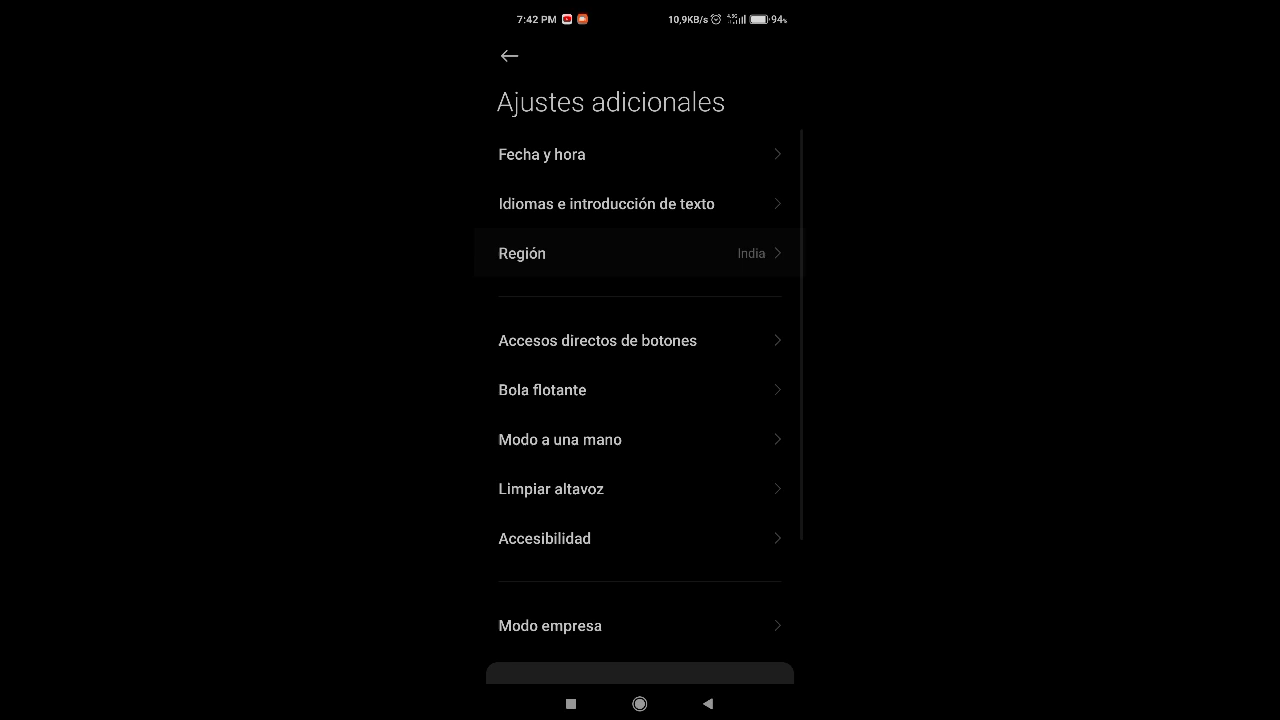 7:42 PM 10,9KB/s 94%
Ajustes adicionales
Fecha y hora
Idiomas e introducción de texto
Región India
Accesos directos de botones
Bola flotante
Modo a una mano
Limpiar altavoz
Accesibilidad
Modo empresa